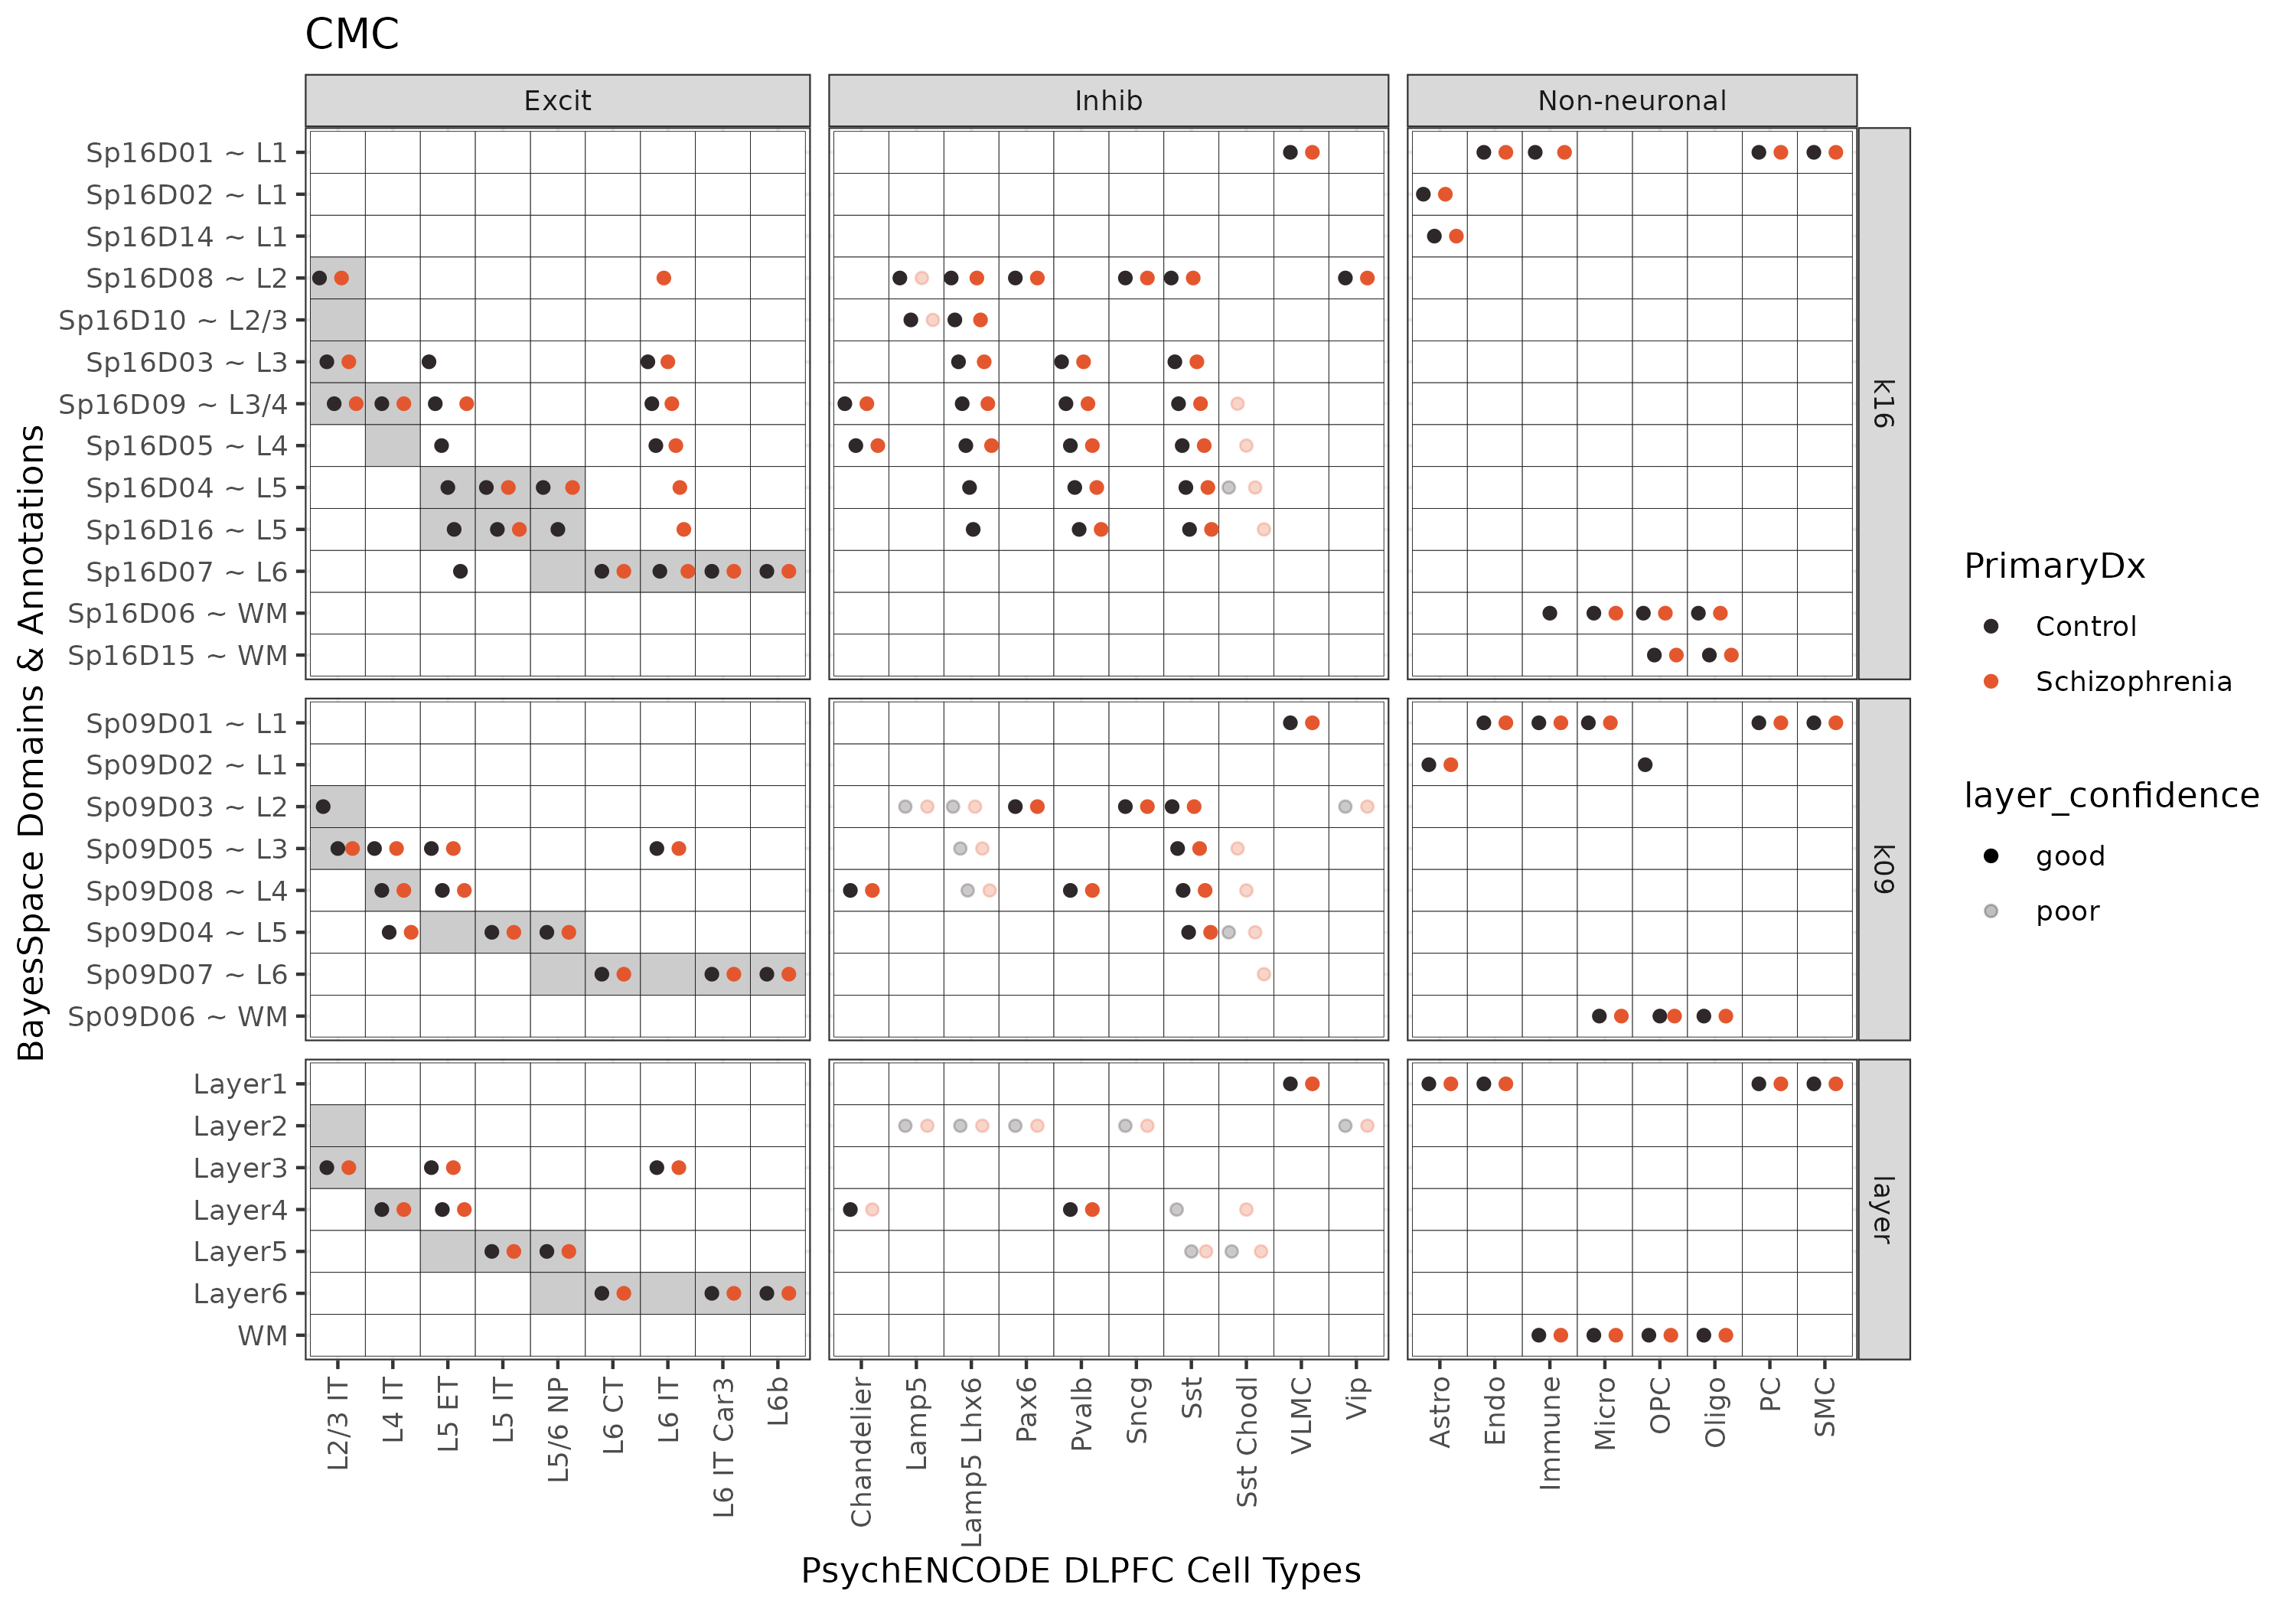 CMC
Excit
Inhib
Non-neuronal
Sp16D01 ~ L1
Sp16D02 ~ L1
Sp16D14 ~ L1
Sp16D08 ~ L2
Sp16D10 ~ L2/3
Sp16D03 ~ L3
Sp16D09 ~ L3/4
Sp16D05 ~ L4
Sp16D04 ~ L5
Sp16D16 ~ L5
Sp16D07 ~ L6
Sp16D06 ~ WM
Sp16D15 ~ WM
k16
Sp09D01 ~ L1
Sp09D02 ~ L1
Sp09D03 ~ L2
Sp09D05 ~ L3
Sp09D08 ~ L4
Sp09D04 ~ L5
Sp09D07 ~ L6
Sp09D06 ~ WM
k09
Layer1
Layer2
Layer3
Layer4
Layer5
Layer6
WM
layer
BayesSpace Domains & Annotations
L2/3 IT
L4 IT
L5 ET
L5 IT
L5/6 NP
L6 CT
L6 IT
L6 IT Car3
L6b
Chandelier
Lamp5
Lamp5 Lhx6
Pax6
Pvalb
Sncg
Sst
Sst Chodl
VLMC
Vip
Astro
Endo
Immune
Micro
OPC
Oligo
PC
SMC
PsychENCODE DLPFC Cell Types
PrimaryDx
Control
Schizophrenia
layer_confidence
good
poor